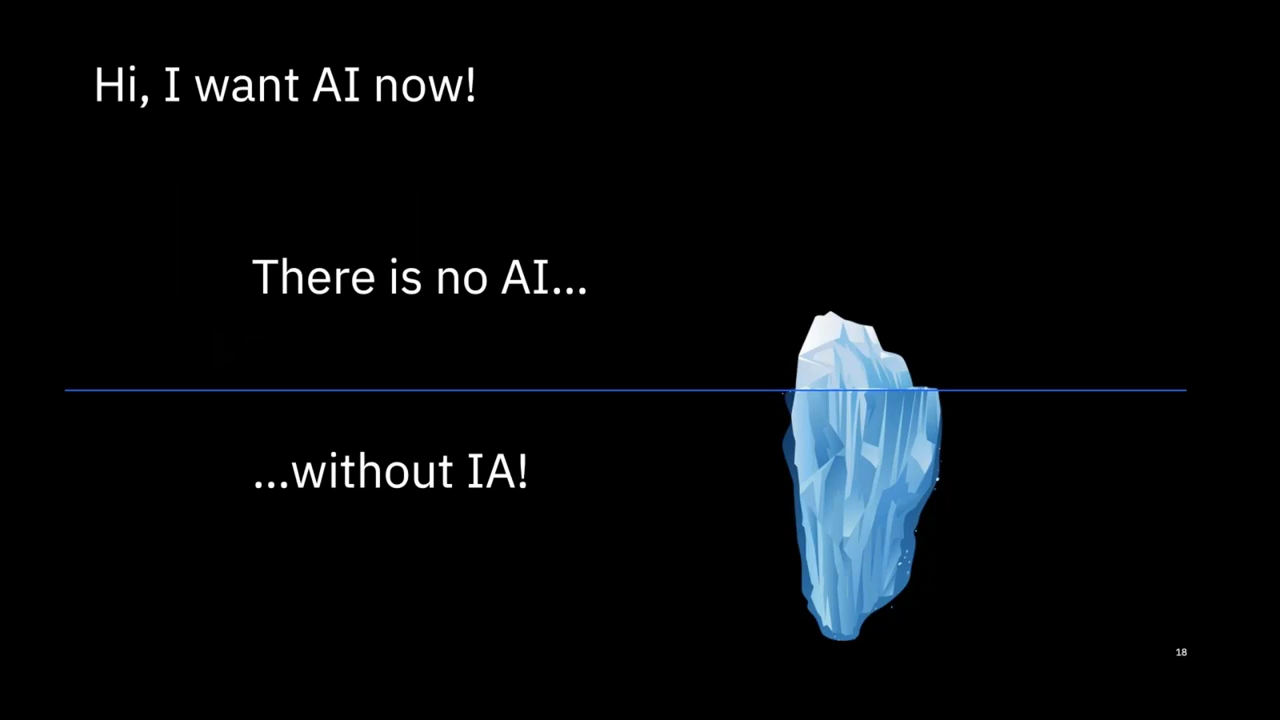 Hi, I want AI now!
There is no AI...
...without IA!
18